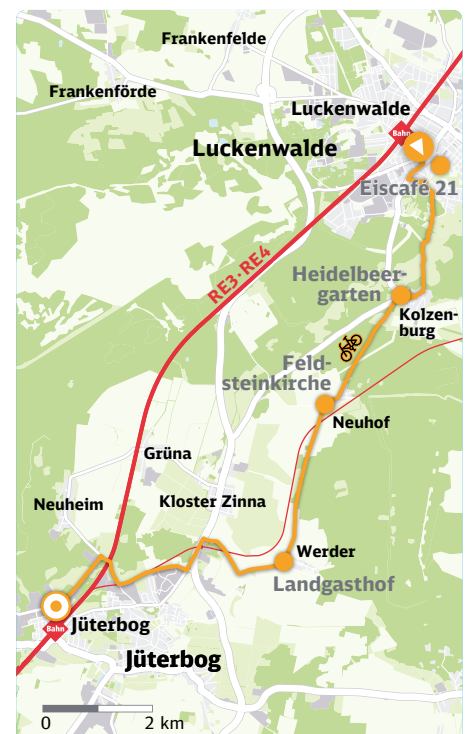 Frankenfelde
Frankenförde
Luckenwalde
Bahn
Luckenwalde
Eiscafé 21
RE3·RE4
Heidelbeer-
garten
Kolzen-
burg
Feld-
steinkirche
Neuhof
Grüna
Kloster Zinna
Neuheim
Werder
Landgasthof
Jüterbog
Bahn
Jüterbog
0 2 km